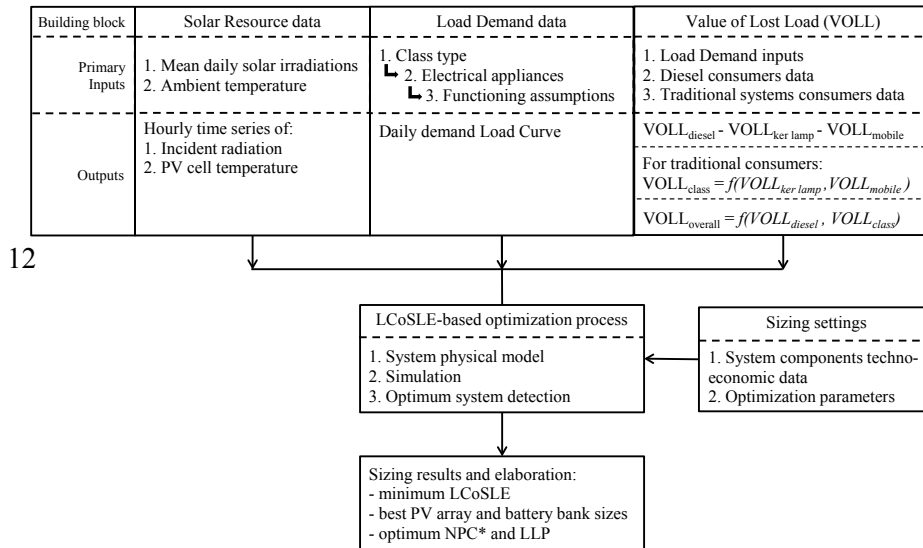 Building block
Solar Resource data
Load Demand data
Value of Lost Load (VOLL)
Primary
Inputs
1. Mean daily solar irradiations
2. Ambient temperature
1. Class type
2. Electrical appliances
3. Functioning assumptions
1. Load Demand inputs
2. Diesel consumers data
3. Traditional systems consumers data
Outputs
Hourly time series of:
1. Incident radiation
2. PV cell temperature
Daily demand Load Curve
VOLLdiesel - VOLLker lamp - VOLLmobile
For traditional consumers:
VOLLclass = f(VOLLker lamp ,VOLLmobile )
VOLLoverall = f(VOLLdiesel , VOLLclass)
12
LCoSLE-based optimization process
1. System physical model
2. Simulation
3. Optimum system detection
Sizing settings
1. System components techno-
economic data
2. Optimization parameters
Sizing results and elaboration:
- minimum LCoSLE
- best PV array and battery bank sizes
- optimum NPC* and LLP